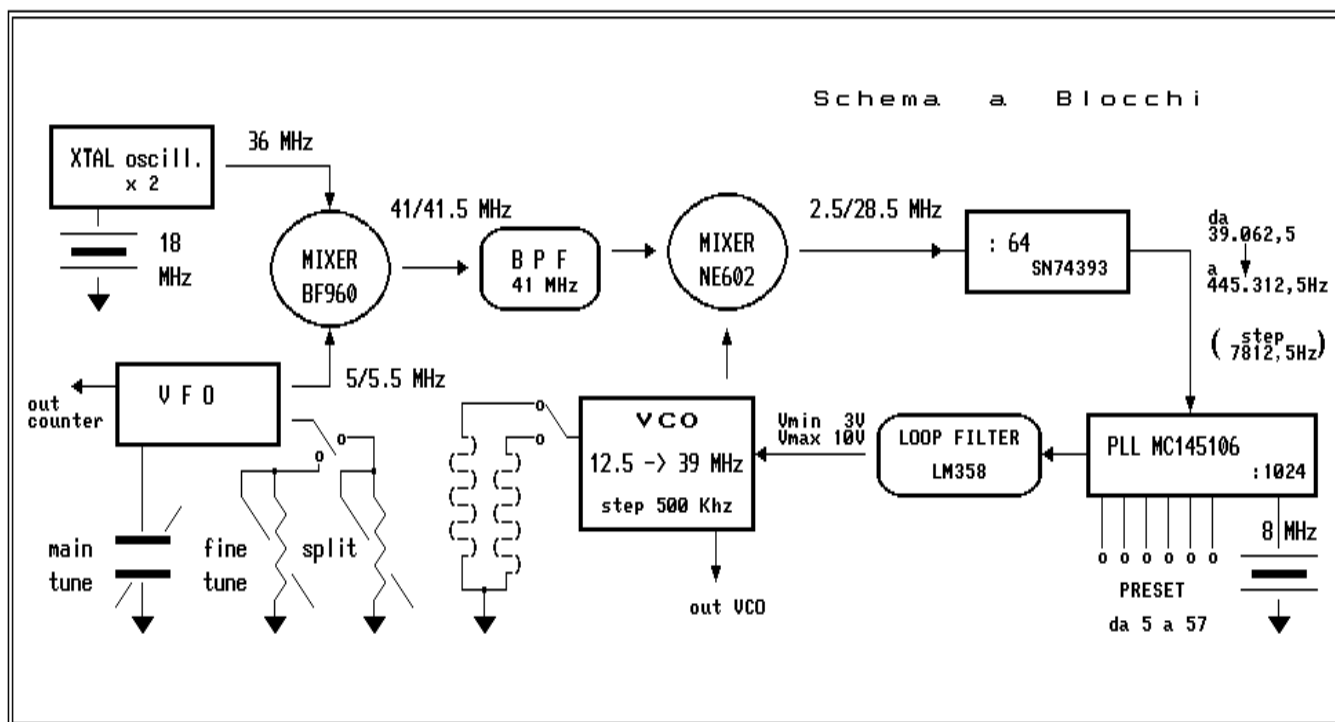 Schema a Blocchi
XTAL oscill.
x 2
36 MHz
18
MHz
MIXER
BF960
41/41.5 MHz
B P F
41 MHz
MIXER
NE602
2.5/28.5 MHz
: 64
SN74393
da
39.062,5
a
445.312,5Hz
( step
7812,5Hz)
V F O
5/5.5 MHz
out
counter
main
tune
fine
tune
split
VCO
12.5 -> 39 MHz
step 500 Khz
out VCO
Vmin 3V
Vmax 10V
LOOP FILTER
LM358
PLL MC145106
:1024
8 MHz
PRESET
da 5 a 57